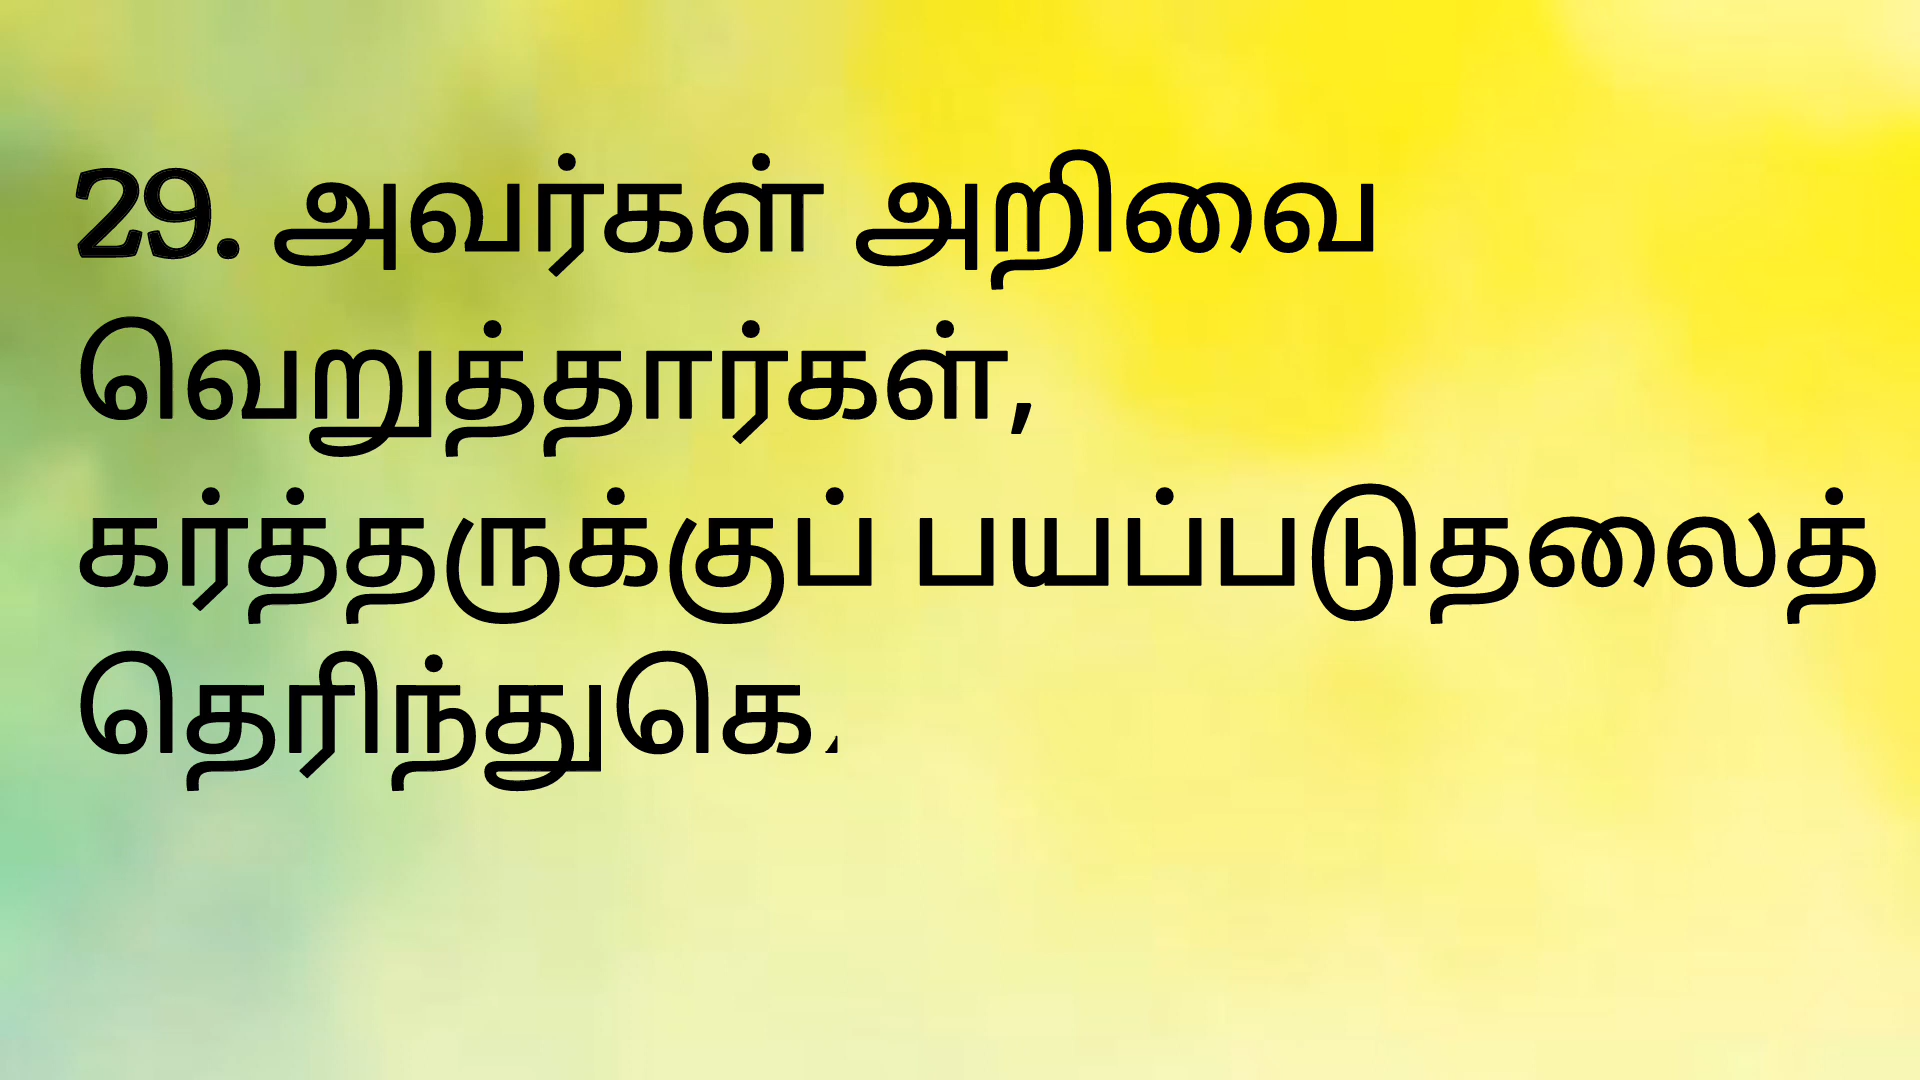 29. அவர்கள் அறிவை
வெறுத்தார்கள்,
கர்த்தருக்குப் பயப்படுதலைத்
தெரிந்துகெ